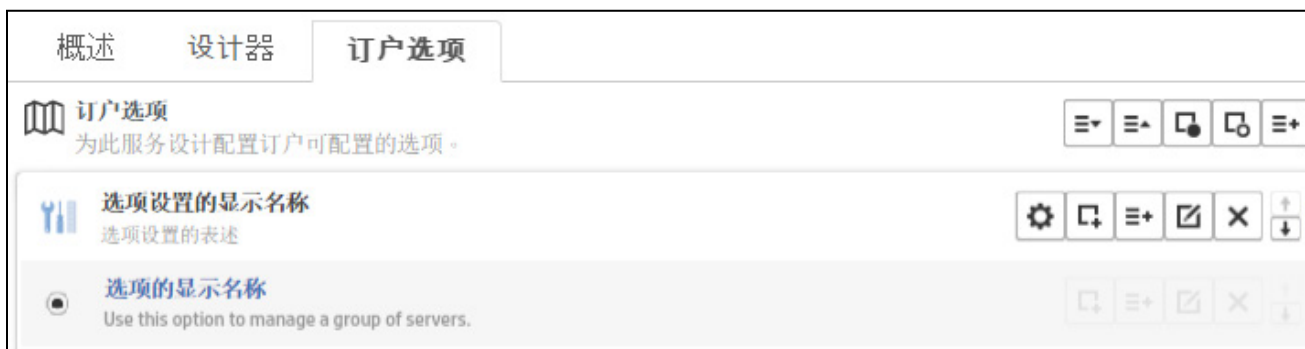 概述 设计器 订户选项
订户选项
为此服务设计配置订户可配置的选项。
选项设置的显示名称
选项设置的表述
选项的显示名称
Use this option to manage a group of servers.